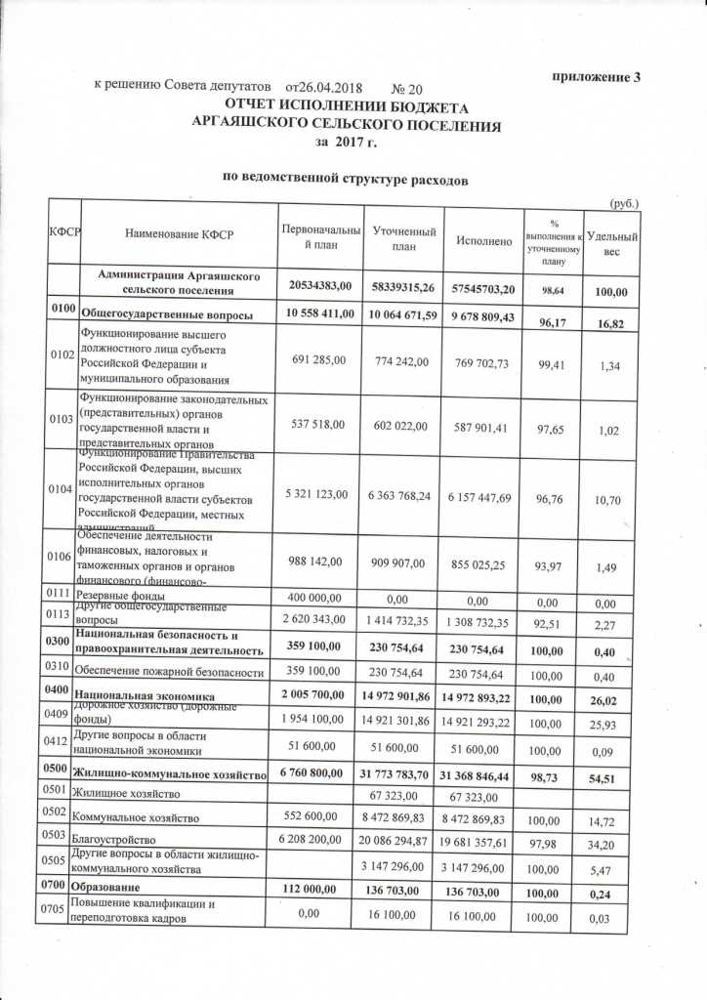 приложение 3
к решению Совета депутатов от26.04.2018 № 20
ОТЧЕТ ИСПОЛНЕНИИ БЮДЖЕТА
АРГАЯШСКОГО СЕЛЬСКОГО ПОСЕЛЕНИЯ
за 2017 г.
по ведомственной структуре расходов
(руб.)
КФСР Наименование КФСР Первоначальны й план Уточненный план Исполнено % выполнения к уточненному плану Удельный вес
Администрация Аргаяшского
сельского поселения 20534383,00 58339315,26 57545703,20 98,64 100,00
0100 Общегосударственные вопросы 10 558 411,00 10 064 671,59 9 678 809,43 96,17 16,82
Функционирование высшего
должностного лица субъекта
0102 Российской Федерации и 691 285,00 774 242,00 769 702,73 99,41 1,34
муниципального образования
Функционирование законодательных
(представительных) органов
0103 государственной власти и 537 518,00 602 022,00 587 901,41 97,65 1,02
представительных органов
Функционирование Правительства
Российской Федерации, высших
исполнительных органов
0104 государственной власти субъектов 5 321 123,00 6 363 768,24 6 157 447,69 96,76 10,70
Российской Федерации, местных
администраций
Обеспечение деятельности
финансовых, налоговых и
0106 таможенных органов и органов 988 142,00 909 907,00 855 025,25 93,97 1,49
финансового (финансово-
0111 Резервные фонды 400 000,00 0,00 0,00 0,00 0,00
Другие общегосударственные
0113 вопросы 2 620 343,00 1 414 732,35 1 308 732,35 92,51 2,27
Национальная безопасность и
0300 правоохранительная деятельность 359 100,00 230 754,64 230 754,64 100,00 0,40
0310 Обеспечение пожарной безопасности 359 100,00 230 754,64 230 754,64 100,00 0,40
0400 Национальная экономика 2 005 700,00 14 972 901,86 14 972 893,22 100,00 26,02
Дорожное хозяйство (дорожные
0409 фонды) 1 954 100,00 14 921 301,86 14 921 293,22 100,00 25,93
Другие вопросы в области
0412 национальной экономики 51 600,00 51 600,00 51 600,00 100,00 0,09
0500 Жилищно-коммунальное хозяйство 6 760 800,00 31 773 783,70 31 368 846,44 98,73 54,51
0501 Жилищное хозяйство 67 323,00 67 323,00
0502 Коммунальное хозяйство 552 600,00 8 472 869,83 8 472 869,83 100,00 14,72
0503 Благоустройство 6 208 200,00 20 086 294,87 19 681 357,61 97,98 34,20
Другие вопросы в области жилищно-
0505 коммунального хозяйства 3 147 296,00 3 147 296,00 100,00 5,47
0700 Образование 112 000,00 136 703,00 136 703,00 100,00 0,24
Повышение квалификации и
0705 переподготовка кадров 0,00 16 100,00 16 100,00 100,00 0,03